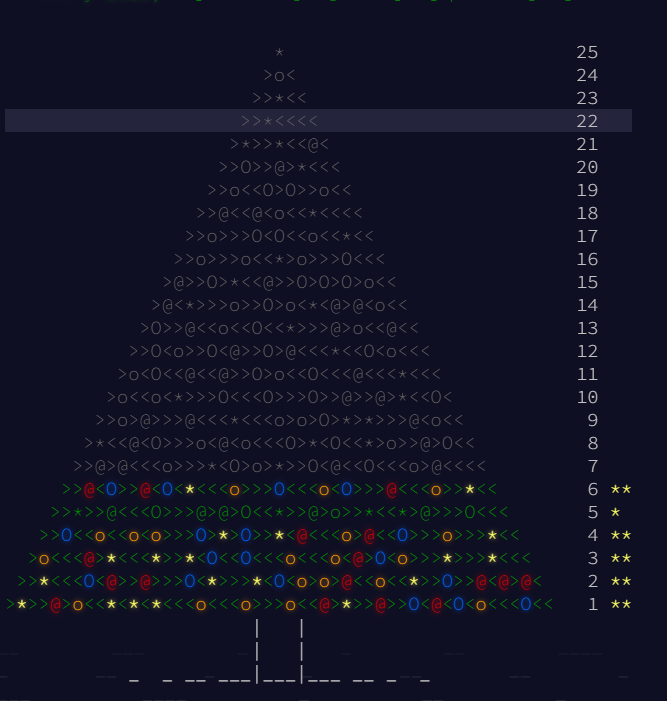 * 25
>o< 24
>>*<< 23
>>*<<<< 22
>*>>*<<@< 21
>>O>>@>*<<< 20
>>o<<O>O>>o<< 19
>>@<<@<o<<*<<<< 18
>>o>>>O<O<<o<<*<< 17
>>o>>>o<<*>o>>>O<<< 16
>@>>O>*<<@>>O>O>O>o<< 15
>@<*>>>o>>O>o<*<@>@<o<< 14
>O>>@<<o<<O<<*>>>@>o<<@<< 13
>>O<o>>O<@>>O>@<<<*<<O<o<<< 12
>o<O<<@<<@>>O>o<<O<<<@<<<*<<< 11
>o<<o<*>>>O<<<O>>>O>>@>>@>*<<O< 10
>>o>@>>>@<<<*<<<o>o>O>*>*>>>@<o<< 9
>*<<@<O>>>o<@<o<<<O>*<O<<*>o>>@>O<< 8
>>@>@<<<o>>>*<O>o>>*>O<@<<O<o>>>@<<<< 7
>>@<O>>@<O<*<<<o>>>O<<<o<O>>>@<<<o>>*<< 6 **
>>*>>@<<<O>>>@>@>O<<*>>@>o>>*<<*<@>>>O<<< 5 *
>>O<<o<<o<o>>>O>*>O>>*<@<<<o<@<<O>>>o>>>*<< 4 **
>o<<<@>*<<<*>>*<O<<O<<<o<<<o<@>O<o>>>*>>>*<<< 3 **
>>*<<<O<@>>@>>>O<*>>>*<O<o>o<@<<o<<*>>O>>@<@<@< 2 **
>*>>@>o<<*<*<*<<<o<<<o>>>o<<@>*>>@>>O<@<O<o<<<O<< 1 **